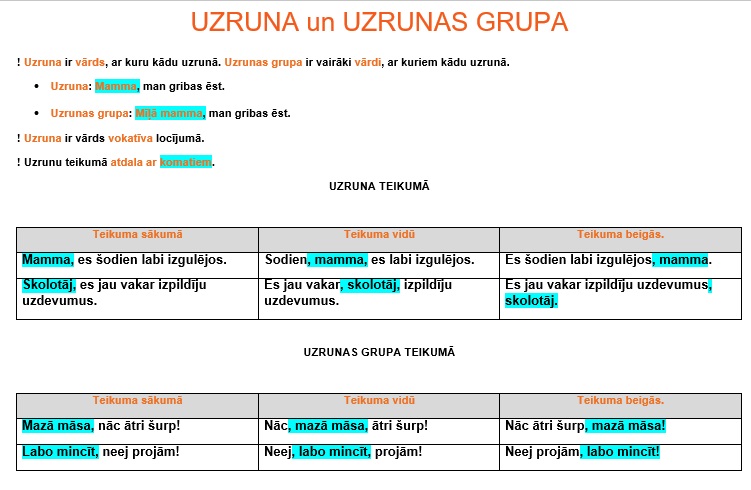 UZRUNA un UZRUNAS GRUPA
! Uzruna ir vārds, ar kuru kādu uzrunā. Uzrunas grupa ir vairāki vārdi, ar kuriem kādu uzrunā.
• Uzruna: Mamma, man gribas ēst.
• Uzrunas grupa: Mīļā mamma, man gribas ēst.
! Uzruna ir vārds vokatīva locījumā.
! Uzrunu teikumā atdala ar komatiem.
UZRUNA TEIKUMĀ
Teikuma sākumā Teikuma vidū Teikuma beigās.
Mamma, es šodien labi izgulējos. Sodien, mamma, es labi izgulējos. Es šodien labi izgulējos, mamma.
Skolotāj, es jau vakar izpildīju Es jau vakar, skolotāj, izpildīju Es jau vakar izpildīju uzdevumus,
uzdevumus. uzdevumus. skolotāj.
UZRUNAS GRUPA TEIKUMĀ
Teikuma sākumā Teikuma vidū Teikuma beigās.
Mazā māsa, nāc ātri šurp! Nāc, mazā māsa, ātri šurp! Nāc ātri šurp, mazā māsa!
Labo mincīt, neej projām! Neej, labo mincīt, projām! Neej projām, labo mincīt!